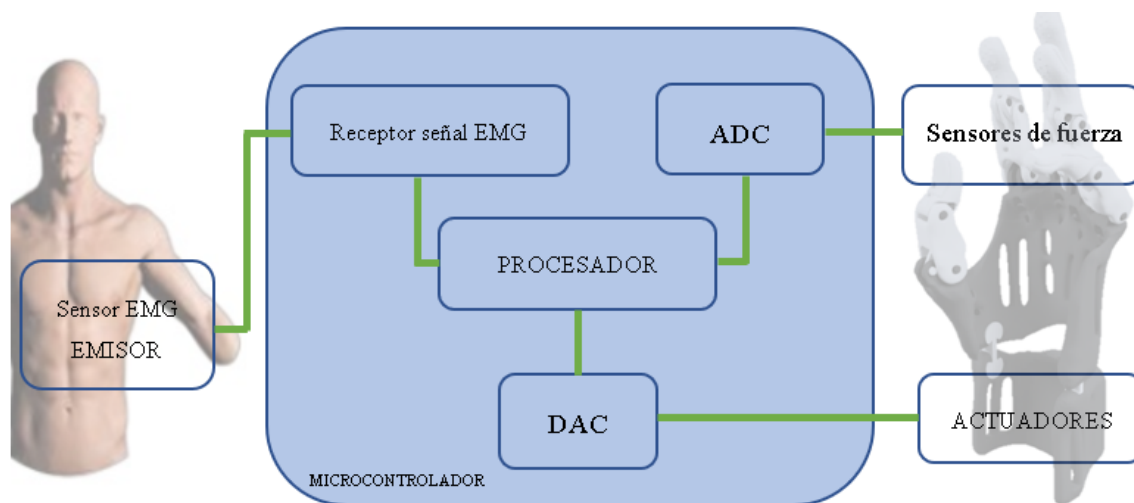 Receptor señal EMG
ADC
Sensores de fuerza
PROCESADOR
Sensor EMG
EMISOR
DAC
ACTUADORES
MICROCONTROLADOR